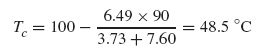 T_c = 100 − (6.49 × 90) / (3.73 + 7.60) = 48.5 °C